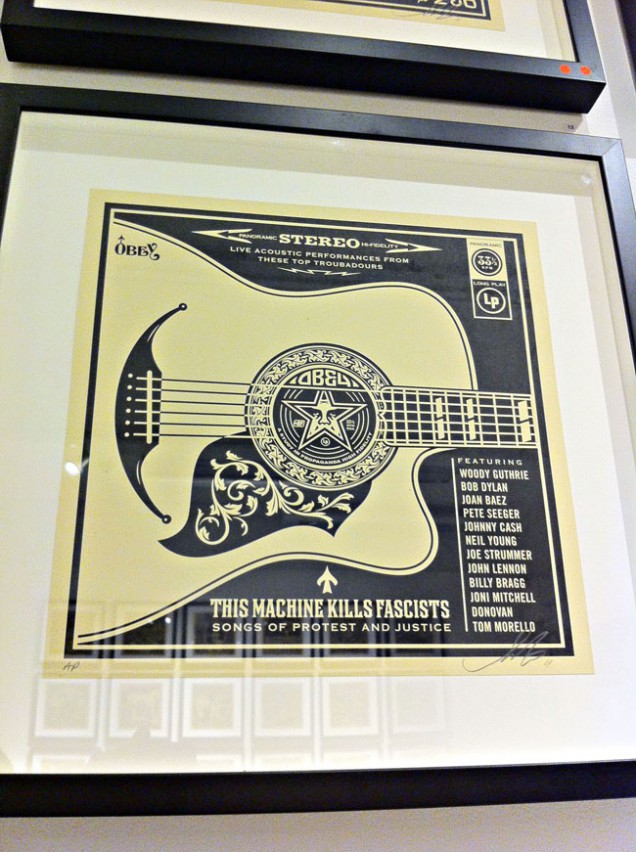 OBEY
PANORAMIC STEREO HI-FIDELITY
LIVE ACOUSTIC PERFORMANCES FROM
THESE TOP TROUBADOURS
PANORAMIC
33⅓
RPM
LONG PLAY
LP
OBEY
FEATURING
WOODY GUTHRIE
BOB DYLAN
JOAN BAEZ
PETE SEEGER
JOHNNY CASH
NEIL YOUNG
JOE STRUMMER
JOHN LENNON
BILLY BRAGG
JONI MITCHELL
DONOVAN
TOM MORELLO
THIS MACHINE KILLS FASCISTS
SONGS OF PROTEST AND JUSTICE
AP